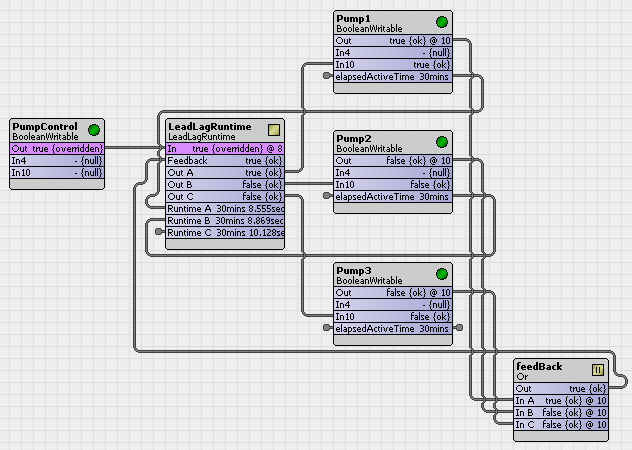 Pump1
BooleanWritable
Out true {ok} @ 10
In4 - {null}
In10 true {ok}
elapsedActiveTime 30mins
PumpControl
BooleanWritable
Out true {overridden}
In4 - {null}
In10 - {null}
LeadLagRuntime
LeadLagRuntime
In true {overridden} @ 8
Feedback true {ok}
Out A true {ok}
Out B false {ok}
Out C false {ok}
Runtime A 30mins 8.555sec
Runtime B 30mins 8.869sec
Runtime C 30mins 10.128sec
Pump2
BooleanWritable
Out false {ok} @ 10
In4 - {null}
In10 false {ok}
elapsedActiveTime 30mins
Pump3
BooleanWritable
Out false {ok} @ 10
In4 - {null}
In10 false {ok}
elapsedActiveTime 30mins
feedBack
Or
Out true {ok}
In A true {ok} @ 10
In B false {ok} @ 10
In C false {ok} @ 10